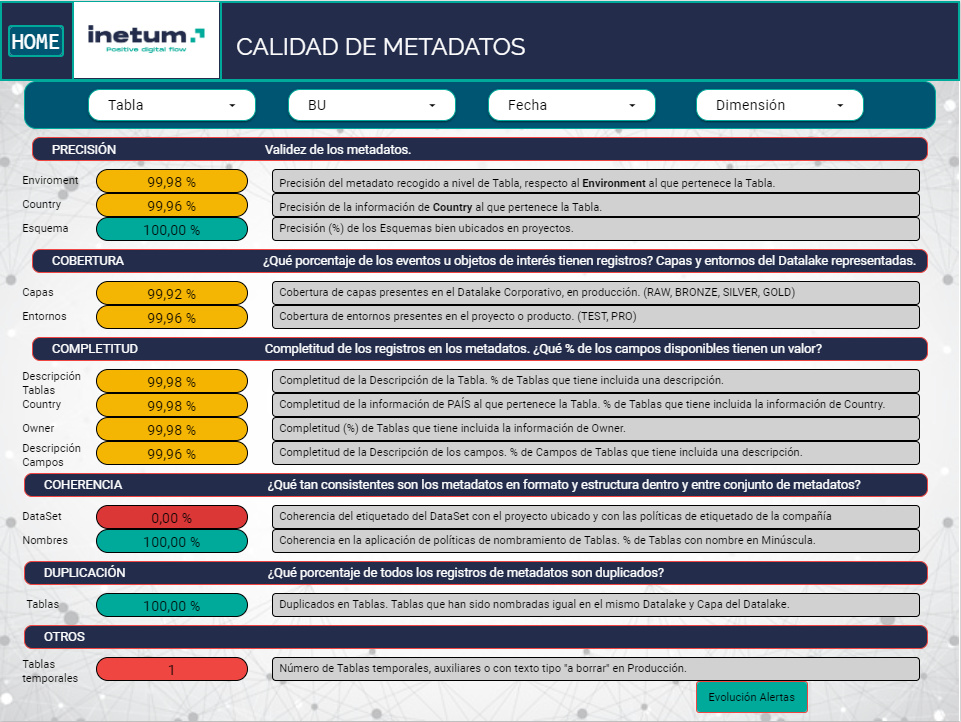 HOME
inetum.
Positive digital flow
CALIDAD DE METADATOS
Tabla BU Fecha Dimensión
PRECISIÓN Validez de los metadatos.
Enviroment 99,98 % Precisión del metadato recogido a nivel de Tabla, respecto al Environment al que pertenece la Tabla.
Country 99,96 % Precisión de la información de Country al que pertenece la Tabla.
Esquema 100,00 % Precisión (%) de los Esquemas bien ubicados en proyectos.
COBERTURA ¿Qué porcentaje de los eventos u objetos de interés tienen registros? Capas y entornos del Datalake representadas.
Capas 99,92 % Cobertura de capas presentes en el Datalake Corporativo, en producción. (RAW, BRONZE, SILVER, GOLD)
Entornos 99,96 % Cobertura de entornos presentes en el proyecto o producto. (TEST, PRO)
COMPLETITUD Completitud de los registros en los metadatos. ¿Qué % de los campos disponibles tienen un valor?
Descripción
Tablas 99,98 % Completitud de la Descripción de la Tabla. % de Tablas que tiene incluida una descripción.
Country 99,98 % Completitud de la información de PAÍS al que pertenece la Tabla. % de Tablas que tiene incluida la información de Country.
Owner 99,98 % Completitud (%) de Tablas que tiene incluida la información de Owner.
Descripción
Campos 99,96 % Completitud de la Descripción de los campos. % de Campos de Tablas que tiene incluida una descripción.
COHERENCIA ¿Qué tan consistentes son los metadatos en formato y estructura dentro y entre conjunto de metadatos?
DataSet 0,00 % Coherencia del etiquetado del DataSet con el proyecto ubicado y con las políticas de etiquetado de la compañía
Nombres 100,00 % Coherencia en la aplicación de políticas de nombramiento de Tablas. % de Tablas con nombre en Minúscula.
DUPLICACIÓN ¿Qué porcentaje de todos los registros de metadatos son duplicados?
Tablas 100,00 % Duplicados en Tablas. Tablas que han sido nombradas igual en el mismo Datalake y Capa del Datalake.
OTROS
Tablas
temporales 1 Número de Tablas temporales, auxiliares o con texto tipo "a borrar" en Producción.
Evolución Alertas